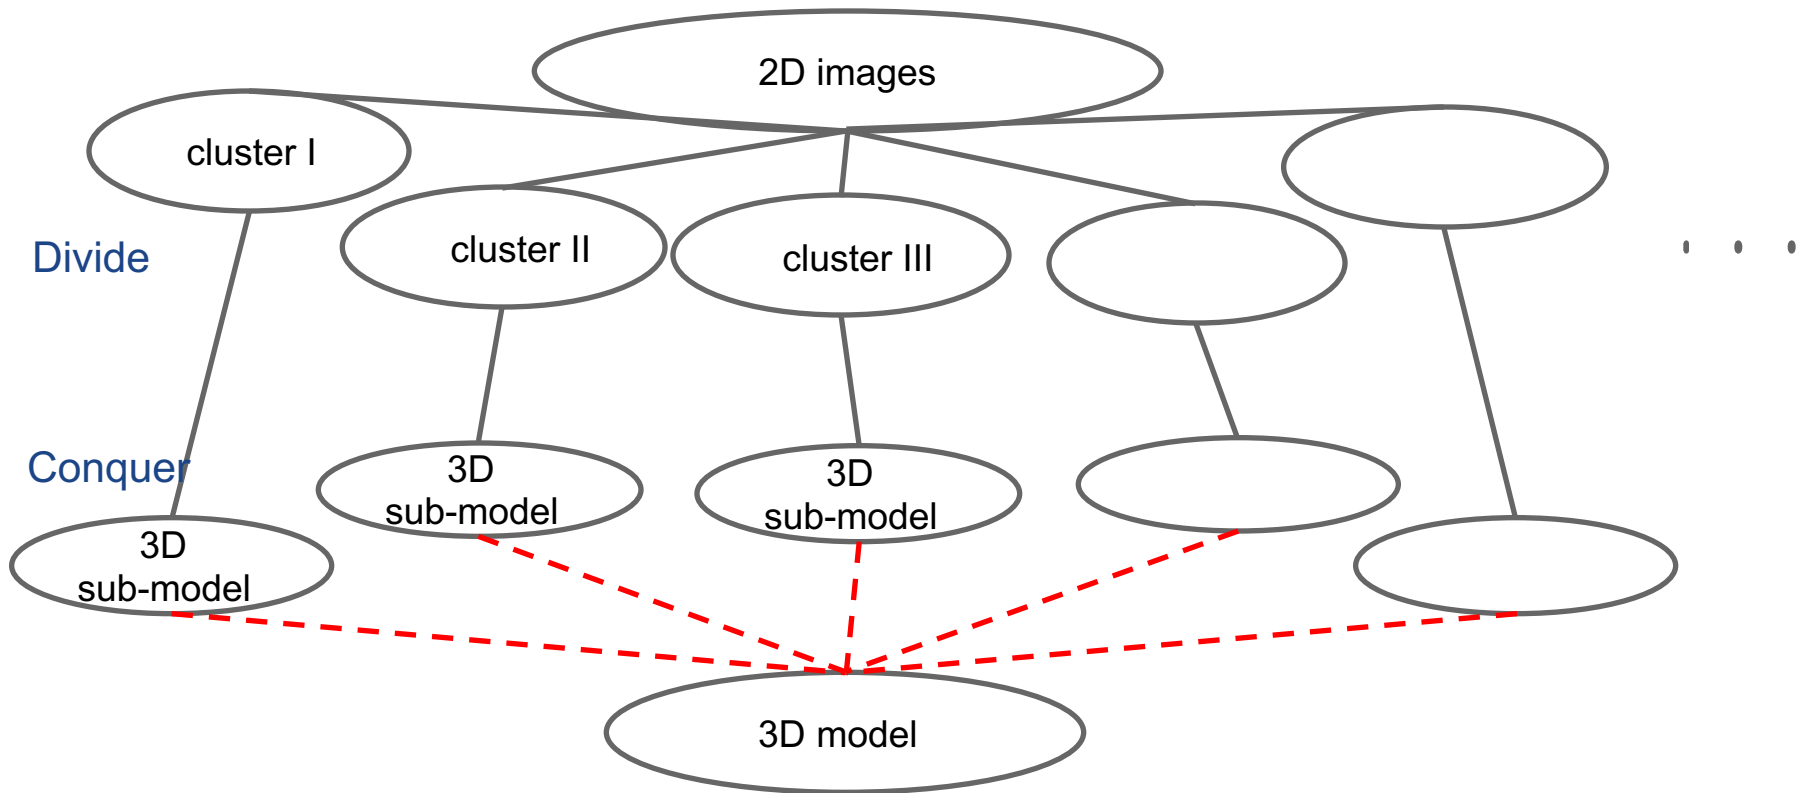 2D images
cluster I
cluster II
cluster III
Divide
Conquer
3D
sub-model
3D
sub-model
3D
sub-model
3D model